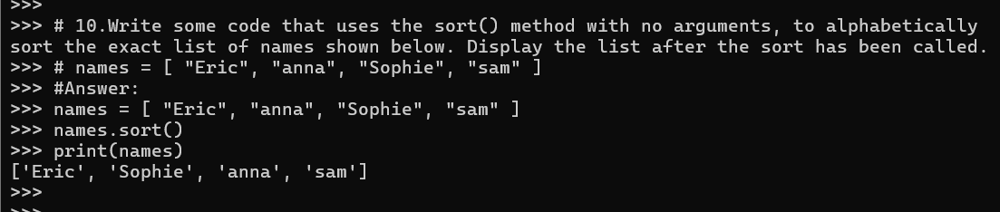 >>>
>>> # 10.Write some code that uses the sort() method with no arguments, to alphabetically
sort the exact list of names shown below. Display the list after the sort has been called.
>>> # names = [ "Eric", "anna", "Sophie", "sam" ]
>>> #Answer:
>>> names = [ "Eric", "anna", "Sophie", "sam" ]
>>> names.sort()
>>> print(names)
['Eric', 'Sophie', 'anna', 'sam']
>>>
>>>